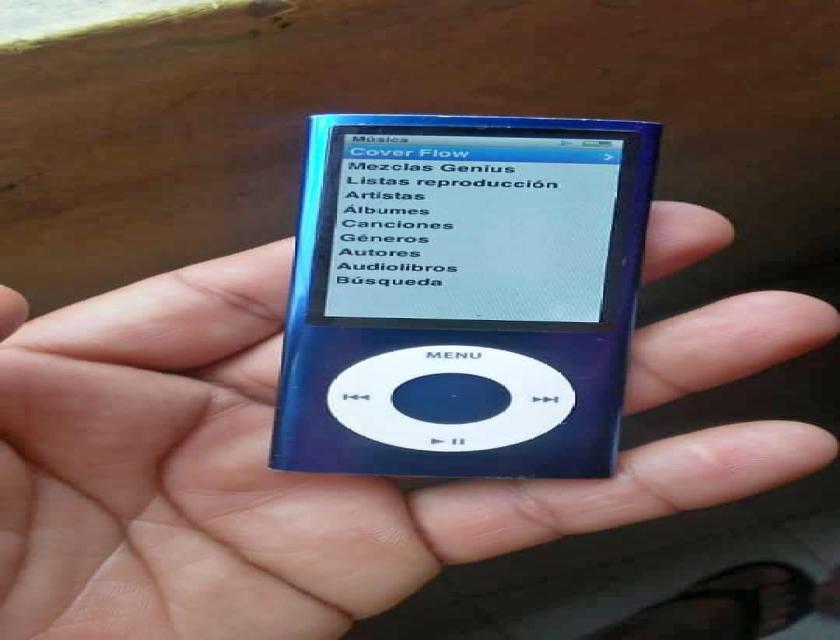 Música
Cover Flow
Mezclas Genius
Listas reproducción
Artistas
Álbumes
Canciones
Géneros
Autores
Audiolibros
Búsqueda
MENU